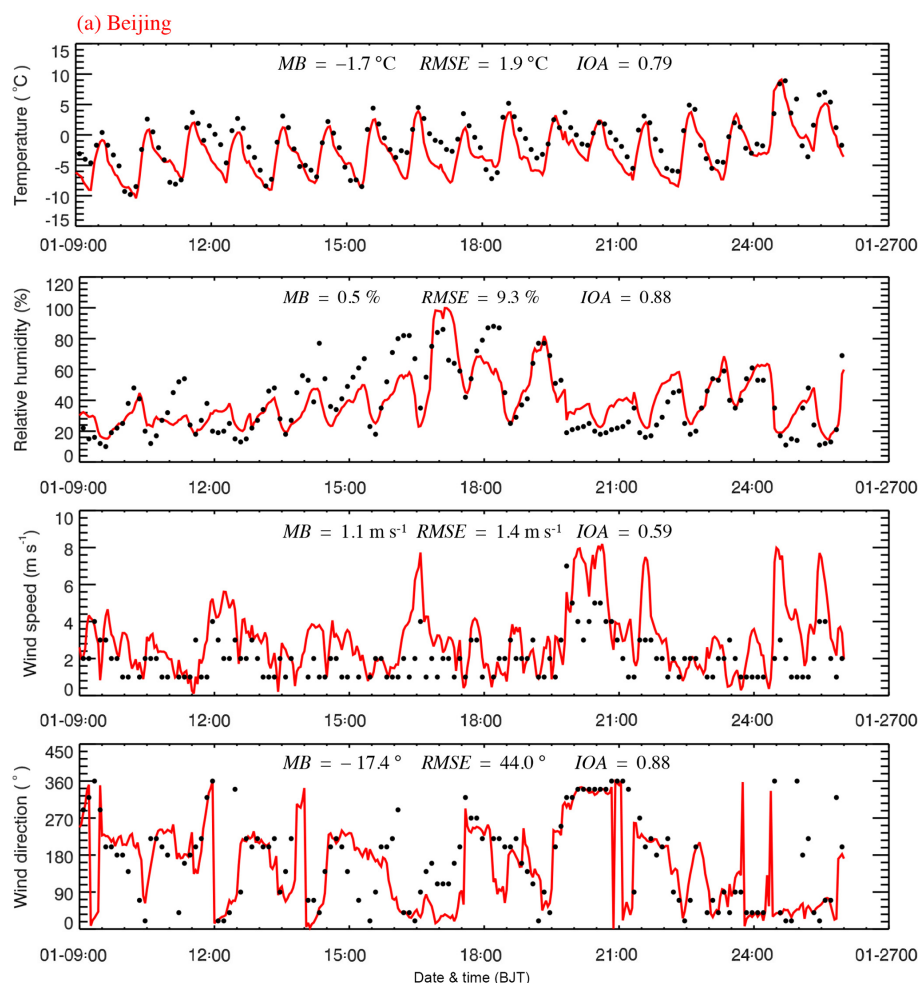 (a) Beijing
MB = −1.7 °C RMSE = 1.9 °C IOA = 0.79
Temperature (°C)
15
10
5
0
-5
-10
-15
01-09:00 12:00 15:00 18:00 21:00 24:00 01-2700
MB = 0.5 % RMSE = 9.3 % IOA = 0.88
Relative humidity (%)
100
80
60
40
20
0
01-09:00 12:00 15:00 18:00 21:00 24:00 01-2700
MB = 1.1 m s⁻¹ RMSE = 1.4 m s⁻¹ IOA = 0.59
Wind speed (m s⁻¹)
10
8
6
4
2
0
01-09:00 12:00 15:00 18:00 21:00 24:00 01-2700
MB = −17.4 ° RMSE = 44.0 ° IOA = 0.88
Wind direction (°)
450
360
270
180
90
0
01-09:00 12:00 15:00 18:00 21:00 24:00 01-2700
Date & time (BJT)